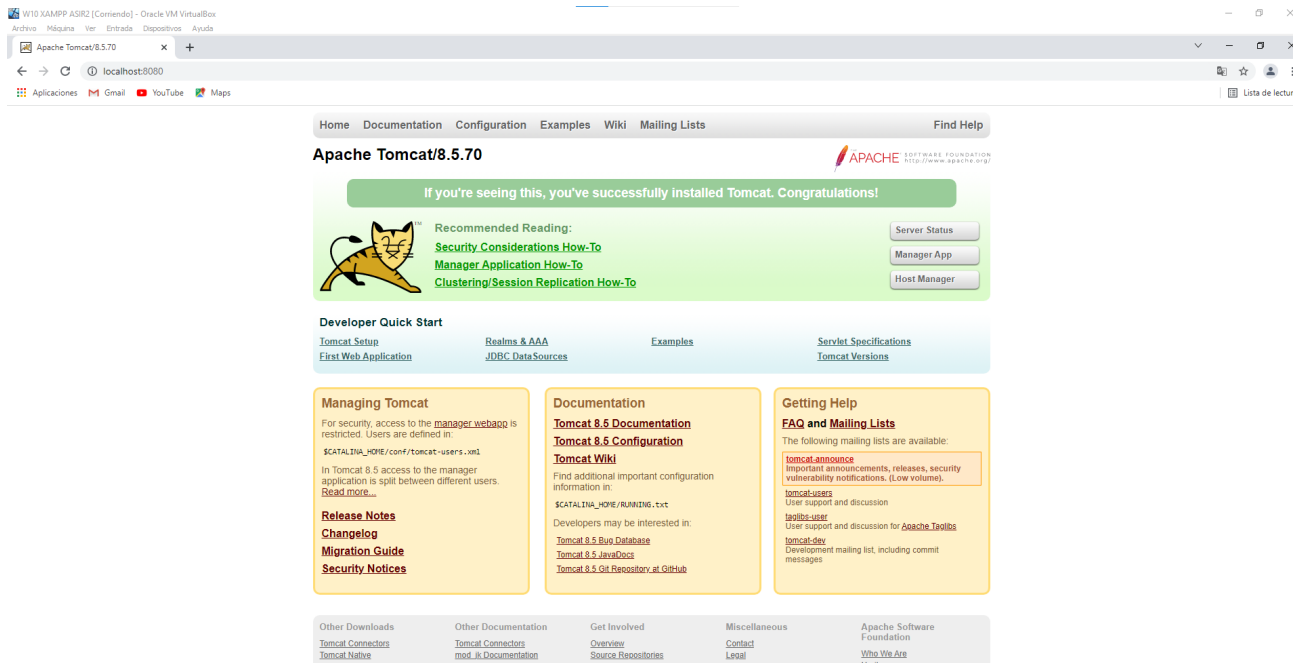 W10 XAMPP ASIR2 [Corriendo] - Oracle VM VirtualBox
Archivo Máquina Ver Entrada Dispositivos Ayuda
Apache Tomcat/8.5.70
localhost:8080
Aplicaciones Gmail YouTube Maps
Lista de lectur
Home Documentation Configuration Examples Wiki Mailing Lists Find Help
Apache Tomcat/8.5.70
APACHE SOFTWARE FOUNDATION
http://www.apache.org/
If you're seeing this, you've successfully installed Tomcat. Congratulations!
TM
Recommended Reading:
Security Considerations How-To
Manager Application How-To
Clustering/Session Replication How-To
Server Status
Manager App
Host Manager
Developer Quick Start
Tomcat Setup
First Web Application
Realms & AAA
JDBC DataSources
Examples
Servlet Specifications
Tomcat Versions
Managing Tomcat
For security, access to the manager webapp is
restricted. Users are defined in:
$CATALINA_HOME/conf/tomcat-users.xml
In Tomcat 8.5 access to the manager
application is split between different users.
Read more...
Release Notes
Changelog
Migration Guide
Security Notices
Documentation
Tomcat 8.5 Documentation
Tomcat 8.5 Configuration
Tomcat Wiki
Find additional important configuration
information in:
$CATALINA_HOME/RUNNING.txt
Developers may be interested in:
Tomcat 8.5 Bug Database
Tomcat 8.5 JavaDocs
Tomcat 8.5 Git Repository at GitHub
Getting Help
FAQ and Mailing Lists
The following mailing lists are available:
tomcat-announce
Important announcements, releases, security
vulnerability notifications. (Low volume).
tomcat-users
User support and discussion
taglibs-user
User support and discussion for Apache Taglibs
tomcat-dev
Development mailing list, including commit
messages
Other Downloads
Tomcat Connectors
Tomcat Native
Other Documentation
Tomcat Connectors
mod_jk Documentation
Get Involved
Overview
Source Repositories
Miscellaneous
Contact
Legal
Apache Software
Foundation
Who We Are